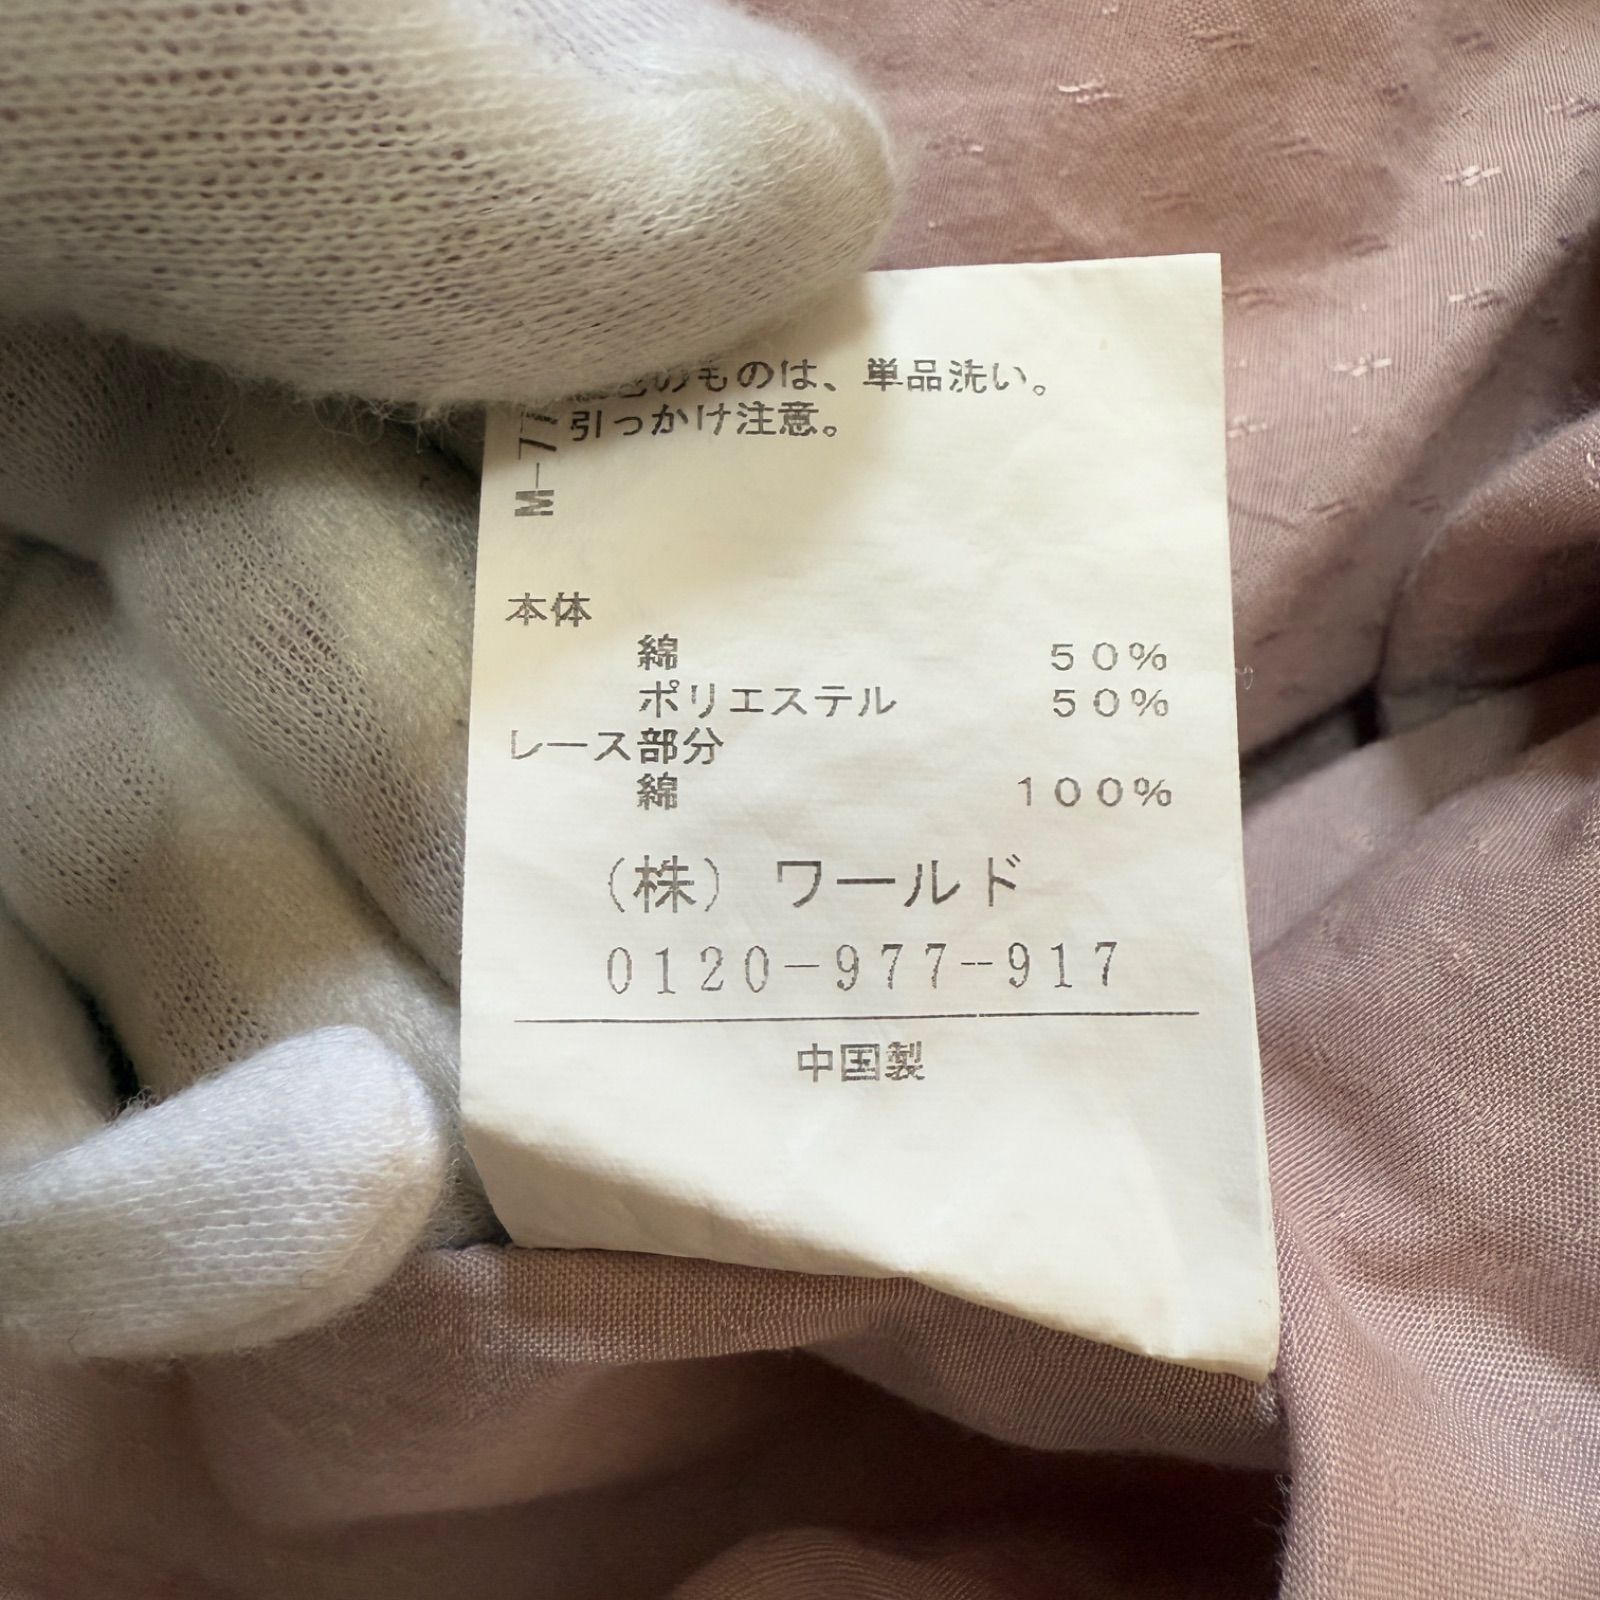 のものは、単品洗い。
引っかけ注意。
M-7
本体
綿 50%
ポリエステル 50%
レース部分
綿 100%
(株) ワールド
0120-977-917
中国製